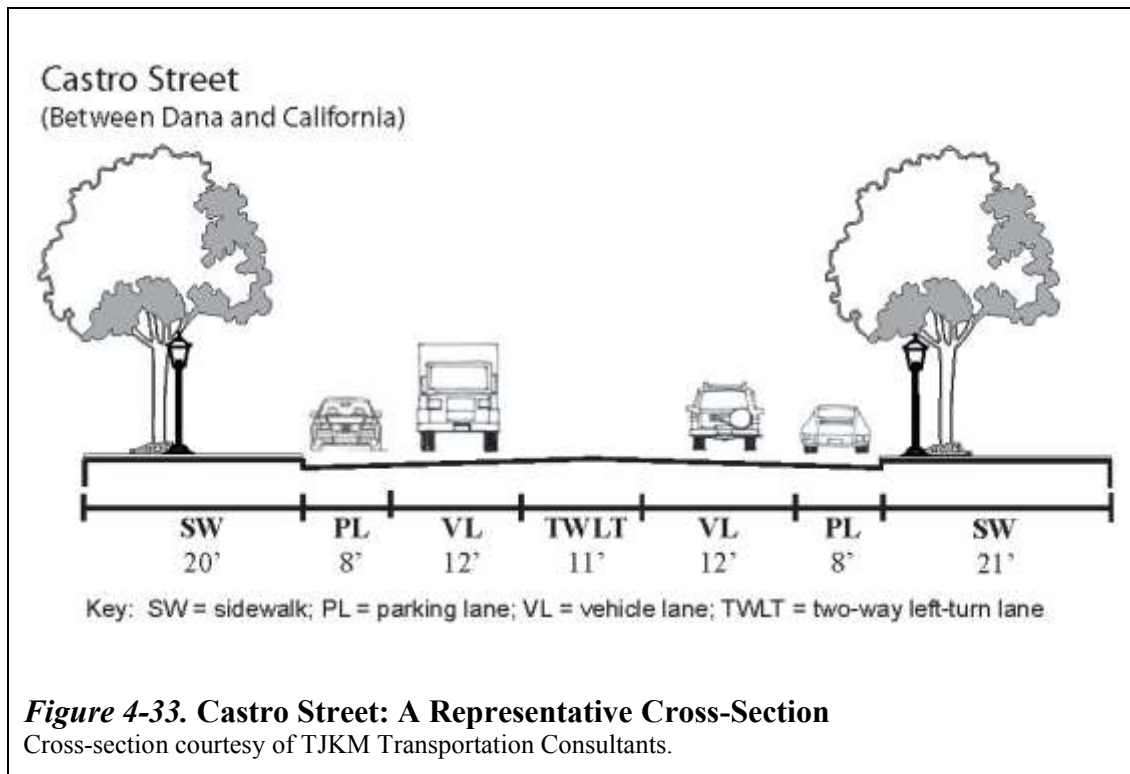 Castro Street
(Between Dana and California)
SW PL VL TWLT VL PL SW
20’ 8’ 12’ 11’ 12’ 8’ 21’
Key: SW = sidewalk; PL = parking lane; VL = vehicle lane; TWLT = two-way left-turn lane
Figure 4-33. Castro Street: A Representative Cross-Section
Cross-section courtesy of TJKM Transportation Consultants.